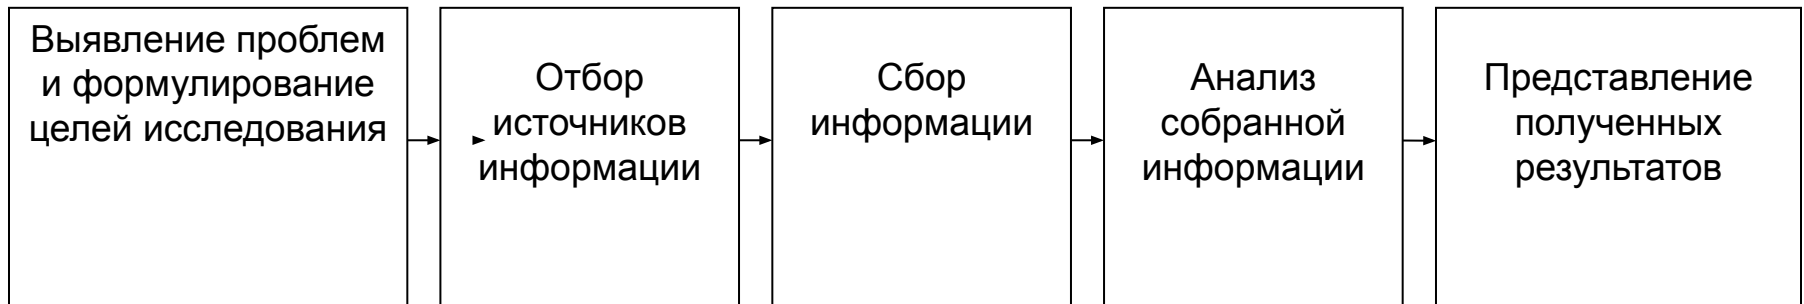 Выявление проблем
и формулирование
целей исследования
Отбор
источников
информации
Сбор
информации
Анализ
собранной
информации
Представление
полученных
результатов